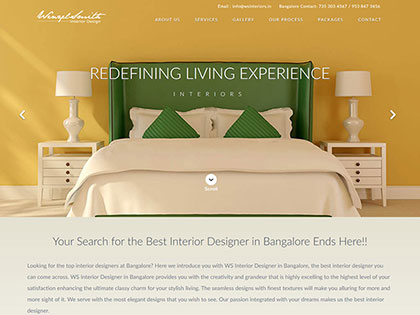 Email : info@wsinteriors.in Bangalore Contact: 735 303 4567 / 953 847 3456
Interior Design
ABOUT US SERVICES GALLERY OUR PROCESS PACKAGES CONTACT
REDEFINING LIVING EXPERIENCE
INTERIORS
Scroll
Your Search for the Best Interior Designer in Bangalore Ends Here!!
Looking for the top interior designers at Bangalore? Here we introduce you with WS Interior Designer in Bangalore, the best interior designer you
can come across. WS Interior Designer in Bangalore provides you with the creativity and grandeur that is highly excelling to the highest level of your
satisfaction enhancing the ultimate classy charm for your stylish living. The seamless designs with finest textures will make you alluring for more and
more sight of it. We serve with the most elegant designs that you wish to see. Our passion integrated with your dreams makes us the best interior
designer.